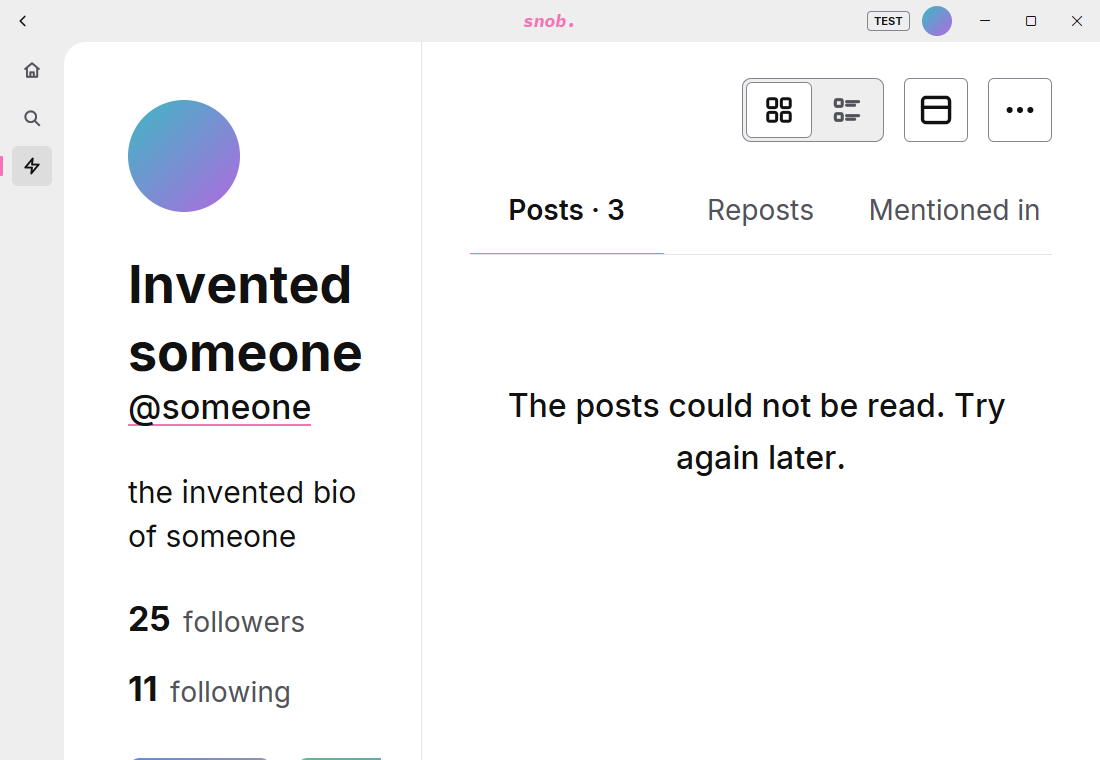 snob.
TEST
Invented
someone
@someone
the invented bio
of someone
25 followers
11 following
Posts · 3
Reposts
Mentioned in
The posts could not be read. Try
again later.